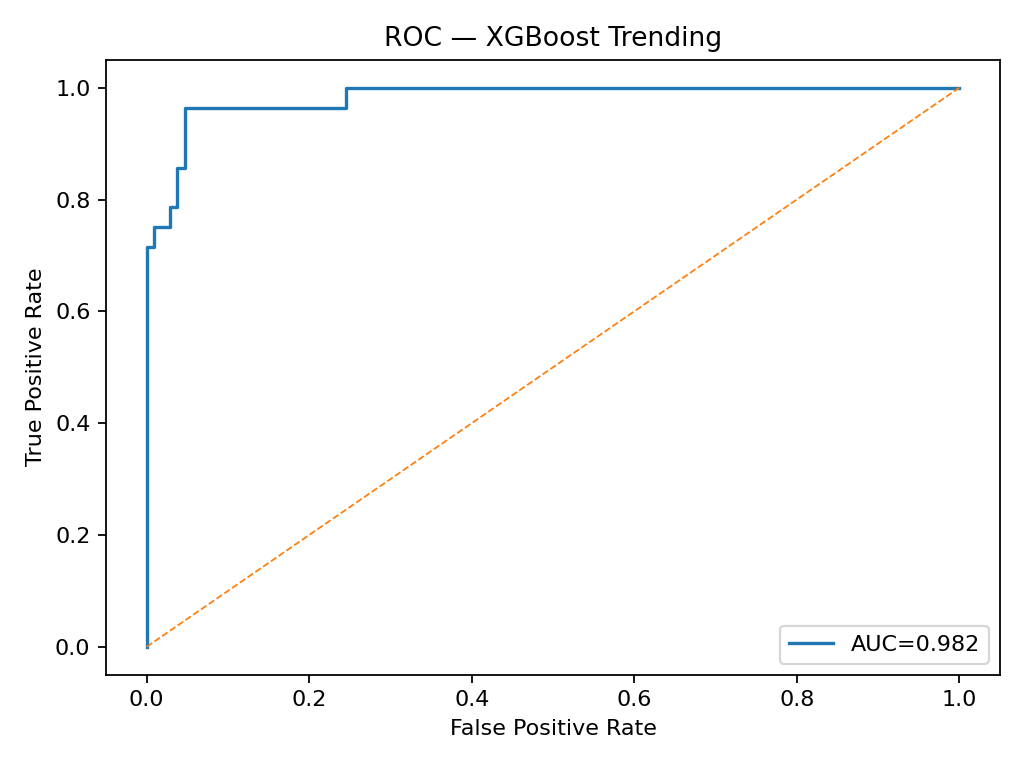 ROC — XGBoost Trending
True Positive Rate
1.0
0.8
0.6
0.4
0.2
0.0
AUC=0.982
0.0 0.2 0.4 0.6 0.8 1.0
False Positive Rate